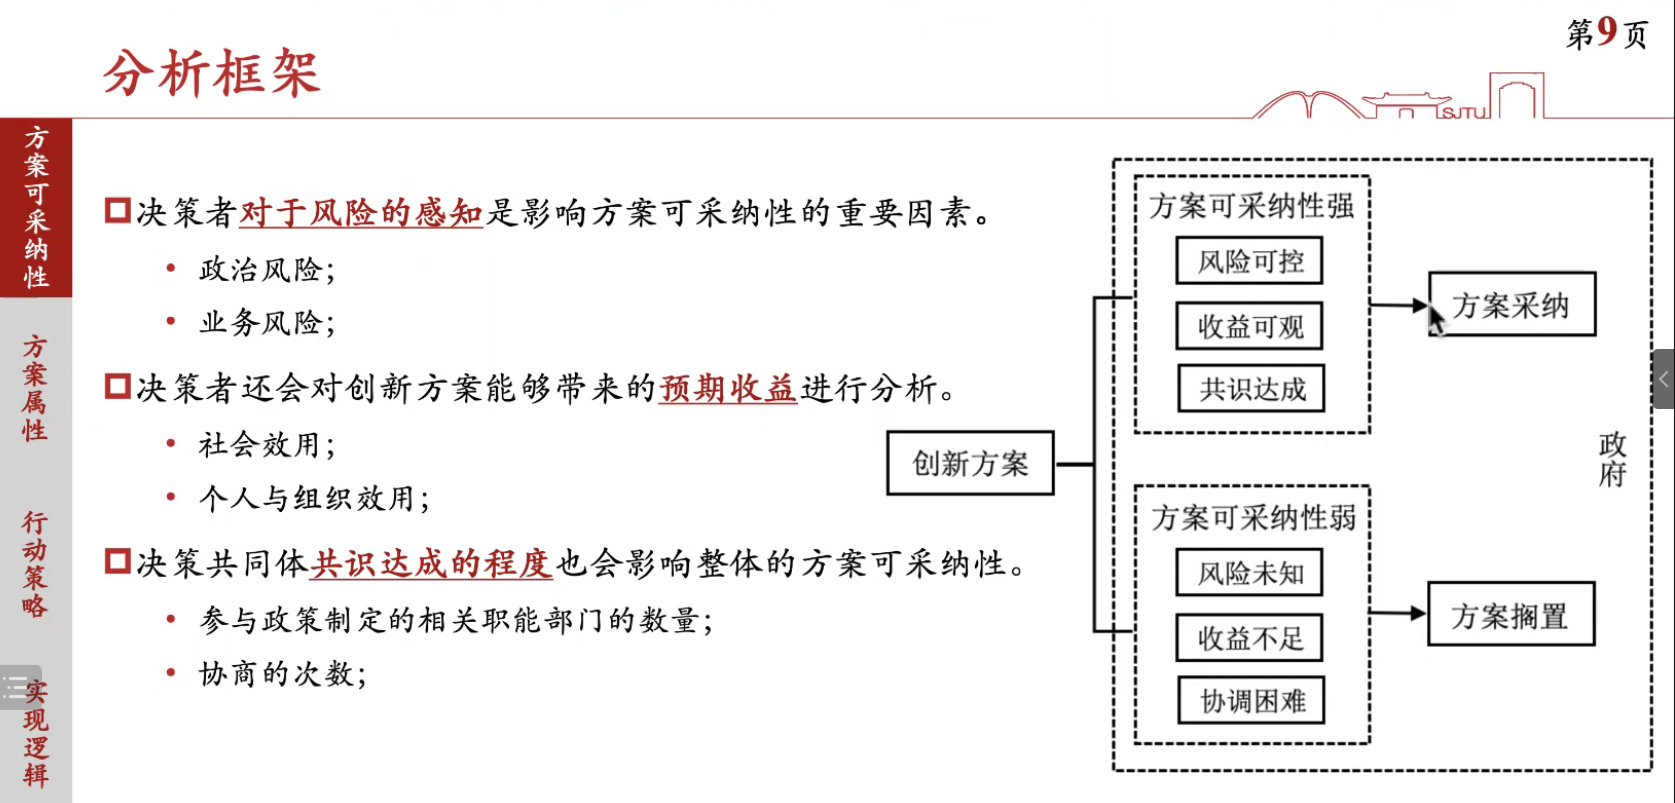 第9页
分析框架
SJTU
方案可采纳性
方案属性
行动策略
实现逻辑
决策者对于风险的感知是影响方案可采纳性的重要因素。
• 政治风险；
• 业务风险；
决策者还会对创新方案能够带来的预期收益进行分析。
• 社会效用；
• 个人与组织效用；
决策共同体共识达成的程度也会影响整体的方案可采纳性。
• 参与政策制定的相关职能部门的数量；
• 协商的次数；
创新方案
方案可采纳性强
风险可控
收益可观
共识达成
方案采纳
方案可采纳性弱
风险未知
收益不足
协调困难
方案搁置
政府